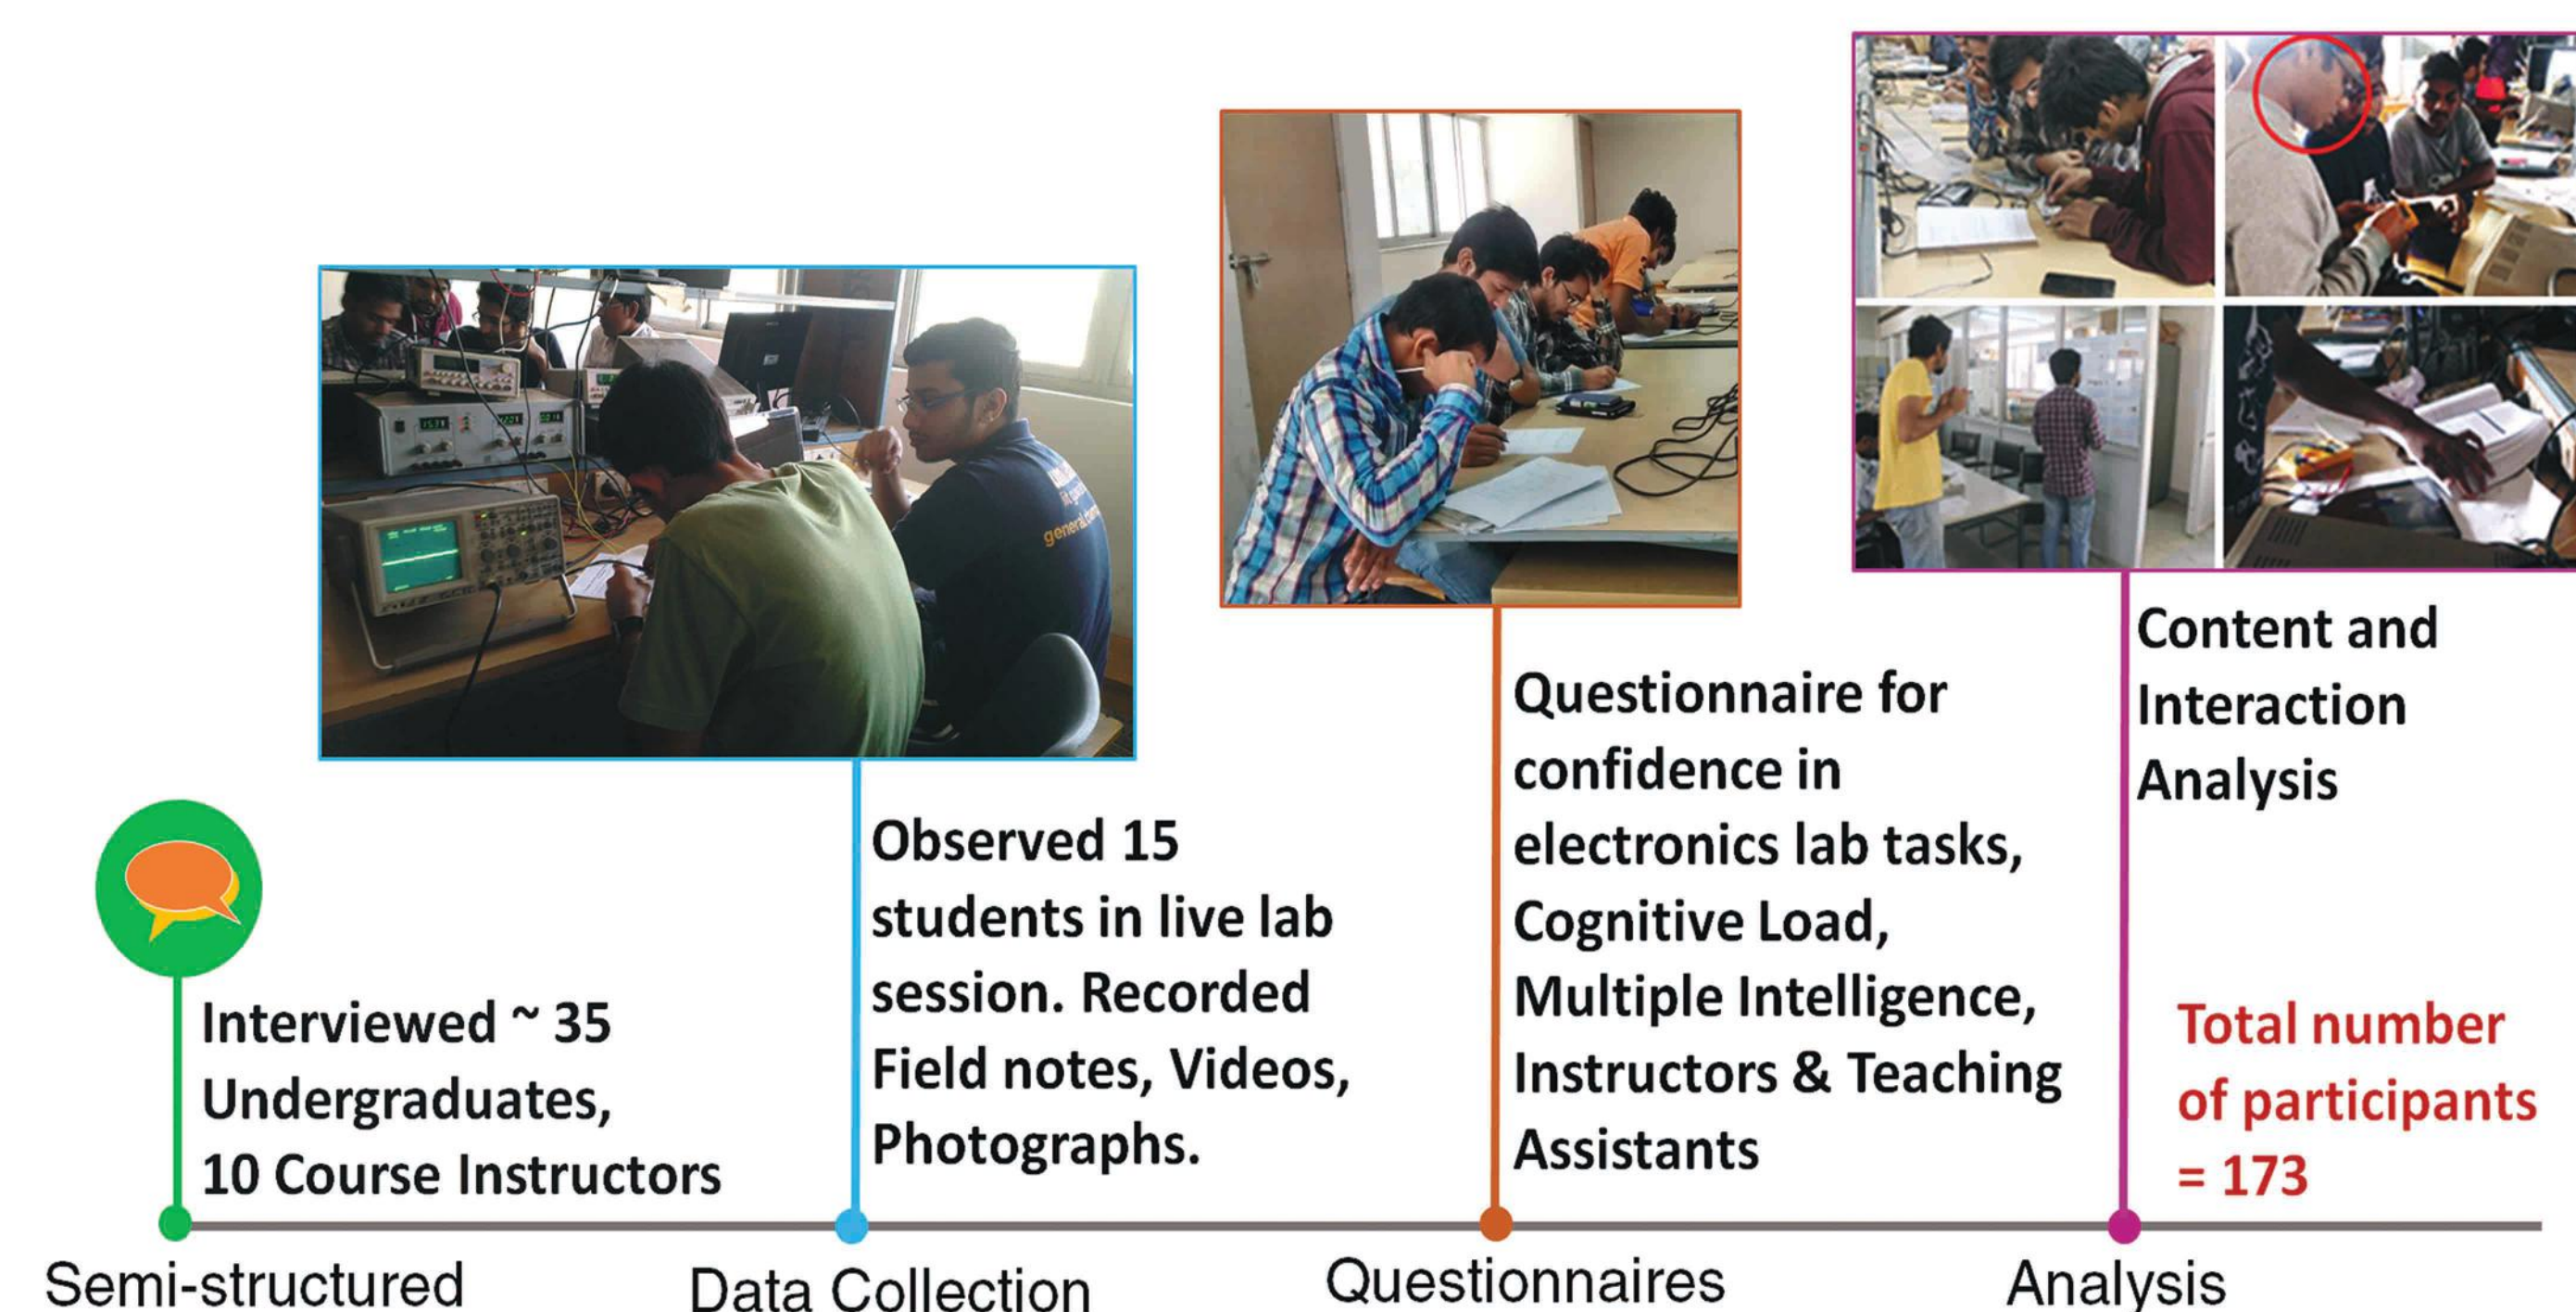 Interviewed ~ 35
Undergraduates,
10 Course Instructors
Observed 15
students in live lab
session. Recorded
Field notes, Videos,
Photographs.
Questionnaire for
confidence in
electronics lab tasks,
Cognitive Load,
Multiple Intelligence,
Instructors & Teaching
Assistants
Content and
Interaction
Analysis
Total number
of participants
= 173
Semi-structured
Data Collection
Questionnaires
Analysis